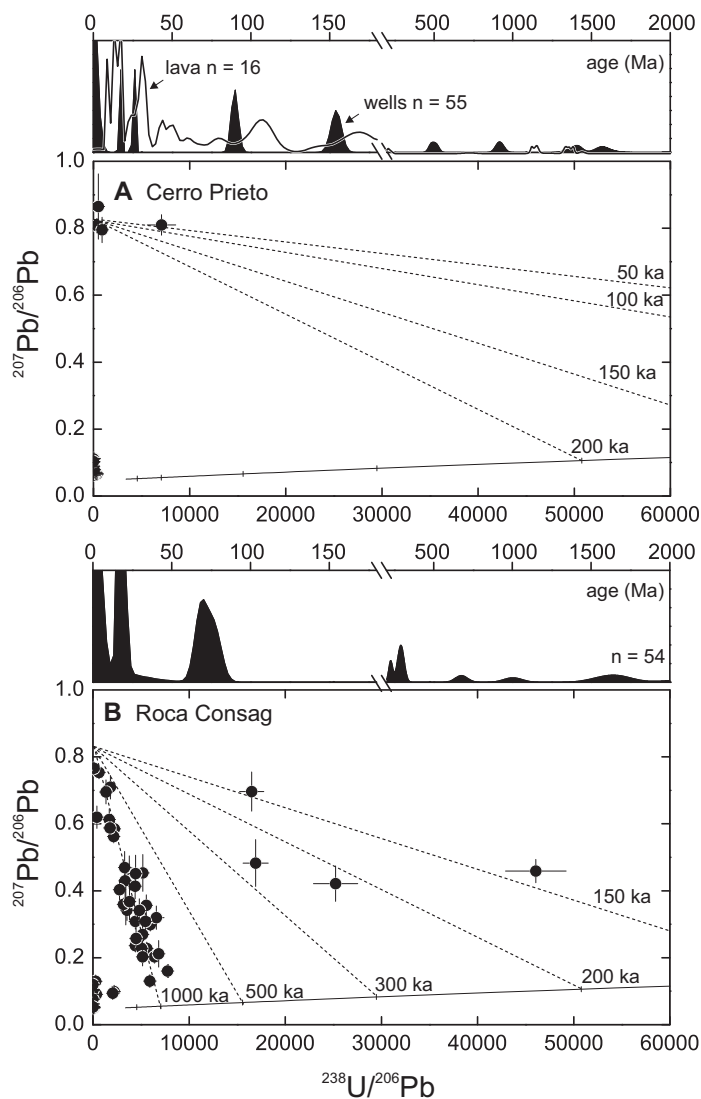 0 50 100 150 500 1000 1500 2000
age (Ma)
lava n = 16
wells n = 55
1.0
A Cerro Prieto
0.8
0.6
0.4
0.2
0.0
²⁰⁷Pb/²⁰⁶Pb
50 ka
100 ka
150 ka
200 ka
0 10000 20000 30000 40000 50000 60000
0 50 100 150 500 1000 1500 2000
age (Ma)
n = 54
1.0
B Roca Consag
0.8
0.6
0.4
0.2
0.0
²⁰⁷Pb/²⁰⁶Pb
150 ka
1000 ka 500 ka 300 ka 200 ka
0 10000 20000 30000 40000 50000 60000
²³⁸U/²⁰⁶Pb